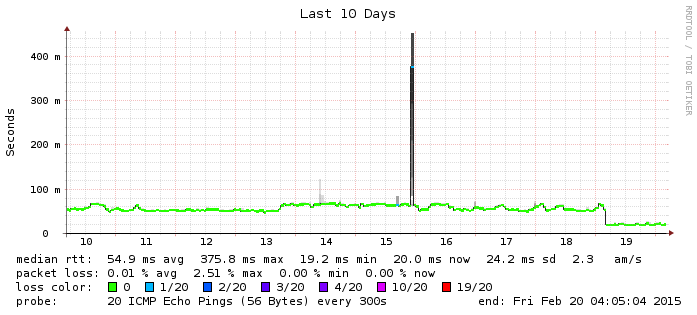 Last 10 Days
RRDTOOL / TOBI OETIKER
Seconds
400 m
300 m
200 m
100 m
0
10 11 12 13 14 15 16 17 18 19
median rtt: 54.9 ms avg 375.8 ms max 19.2 ms min 20.0 ms now 24.2 ms sd 2.3 am/s
packet loss: 0.01 % avg 2.51 % max 0.00 % min 0.00 % now
loss color: 0 1/20 2/20 3/20 4/20 10/20 19/20
probe: 20 ICMP Echo Pings (56 Bytes) every 300s end: Fri Feb 20 04:05:04 2015